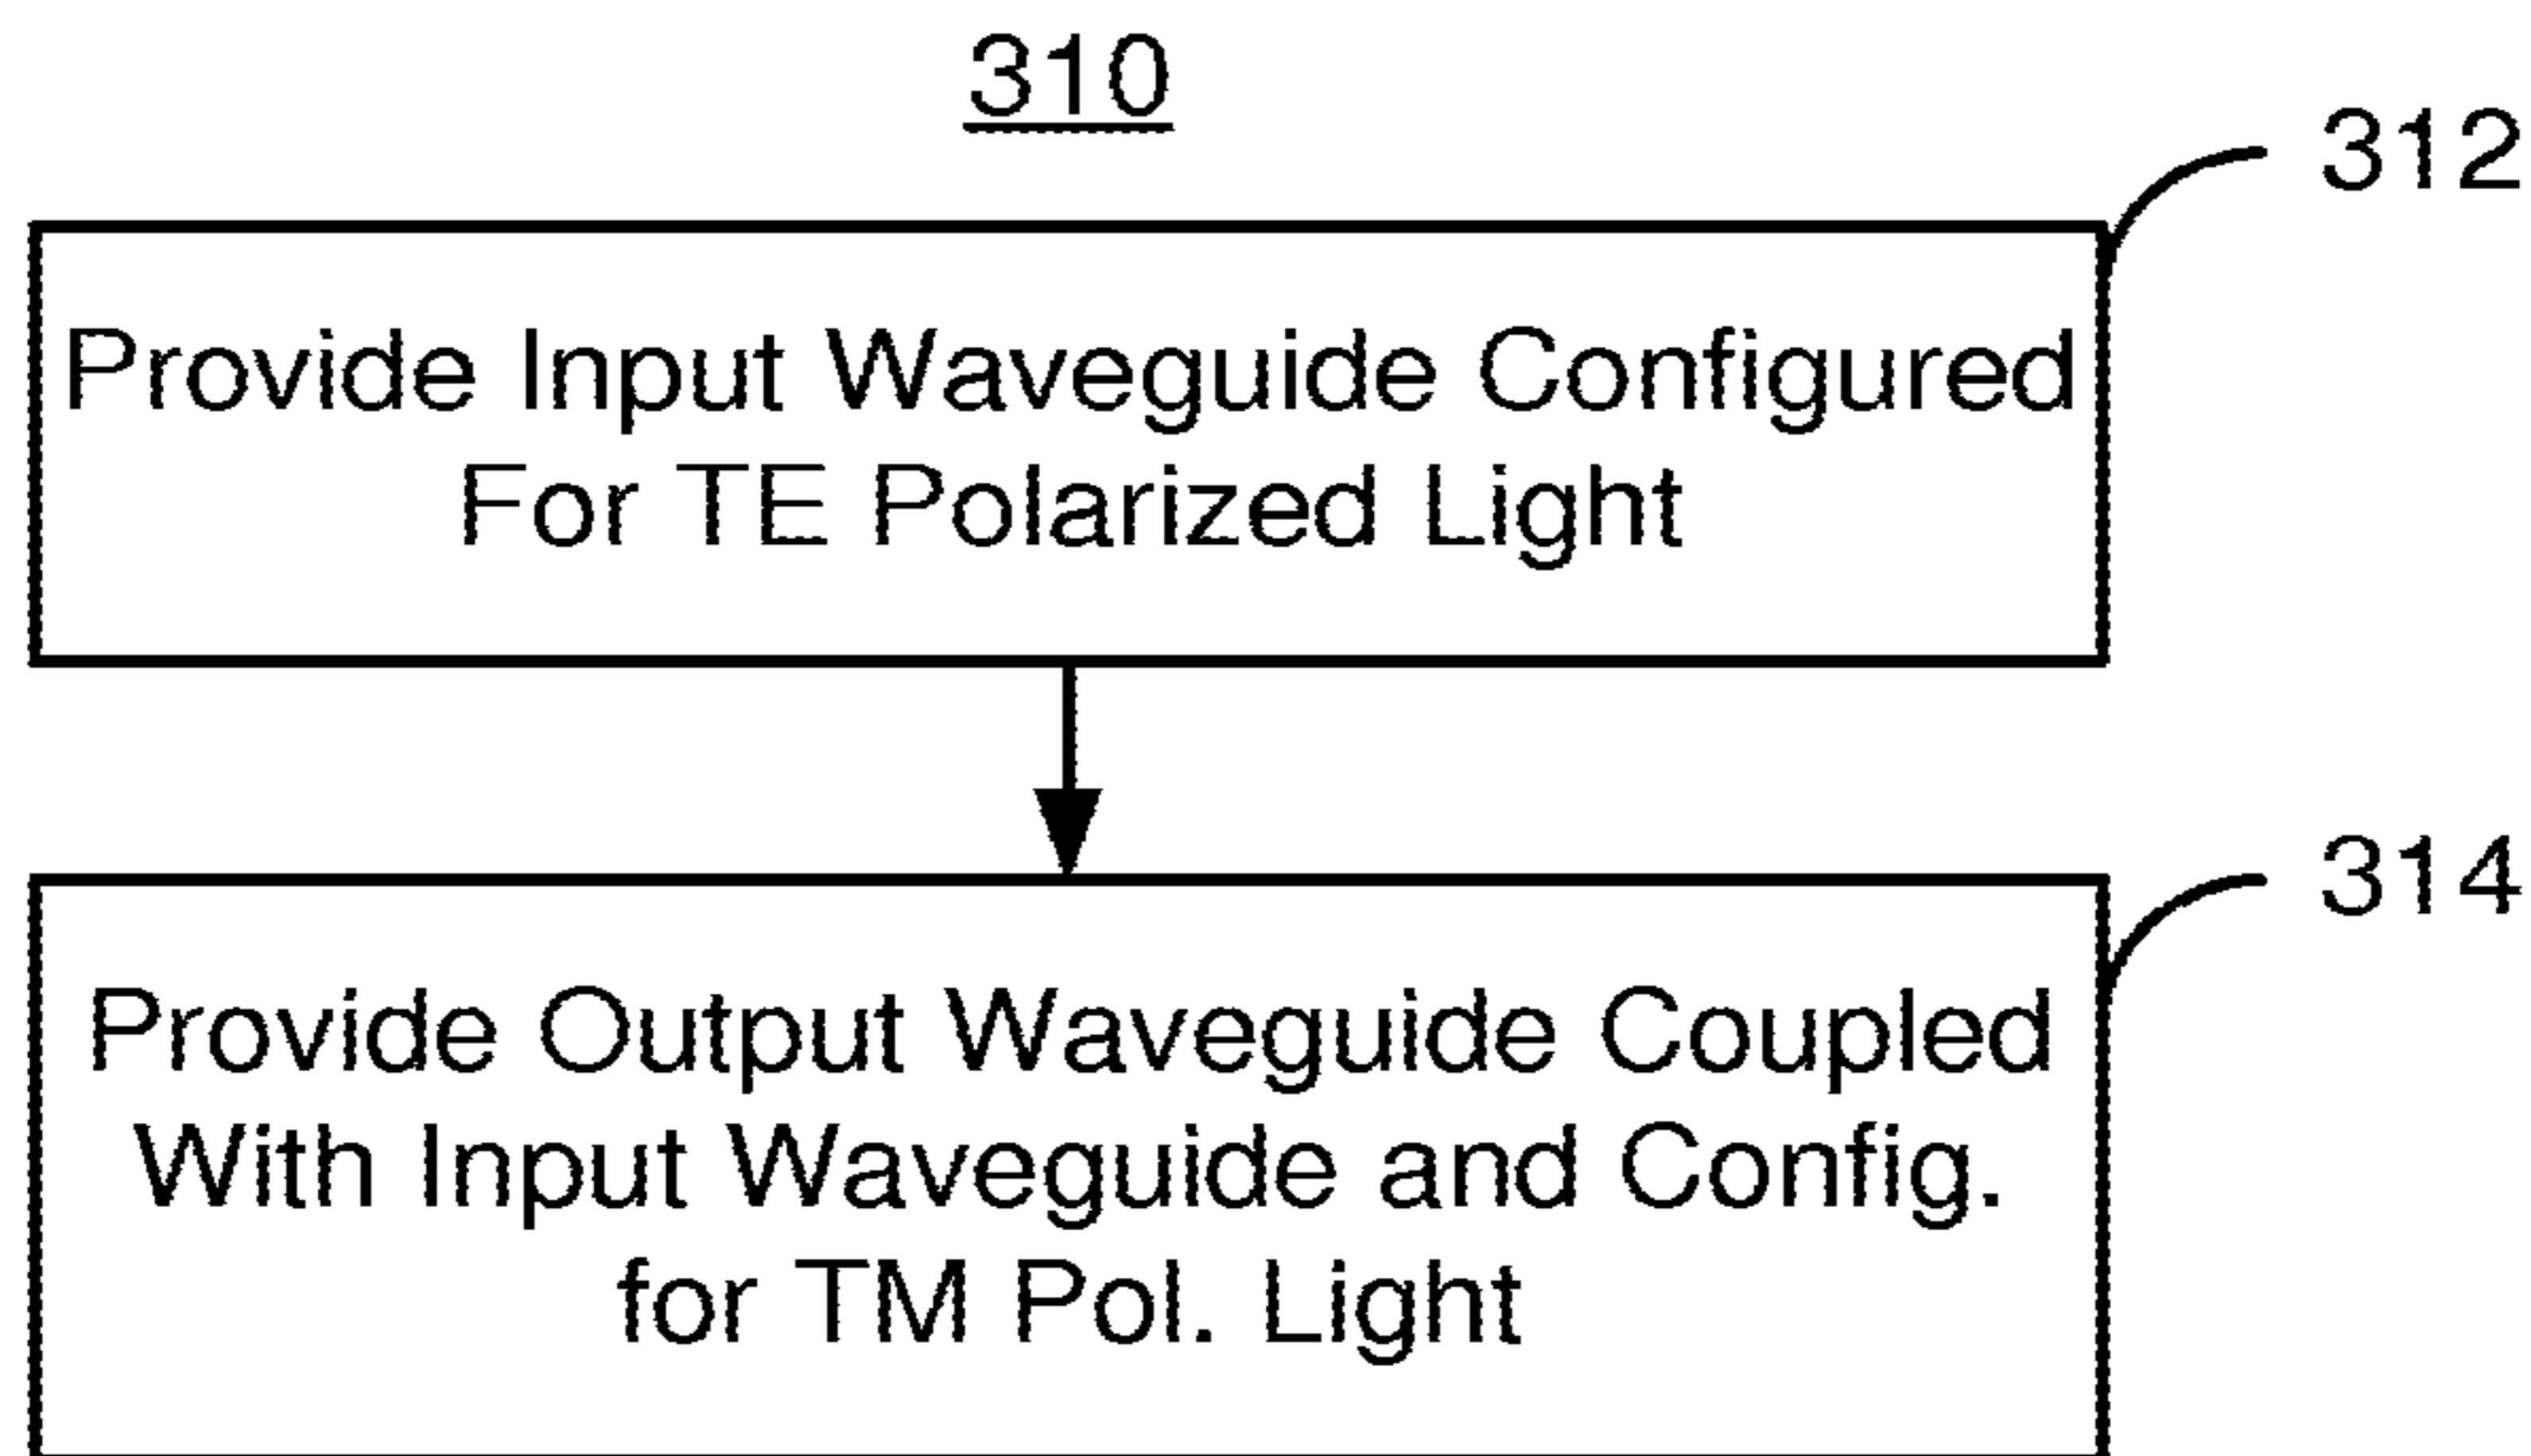 310
312
Provide Input Waveguide Configured
For TE Polarized Light
314
Provide Output Waveguide Coupled
With Input Waveguide and Config.
for TM Pol. Light